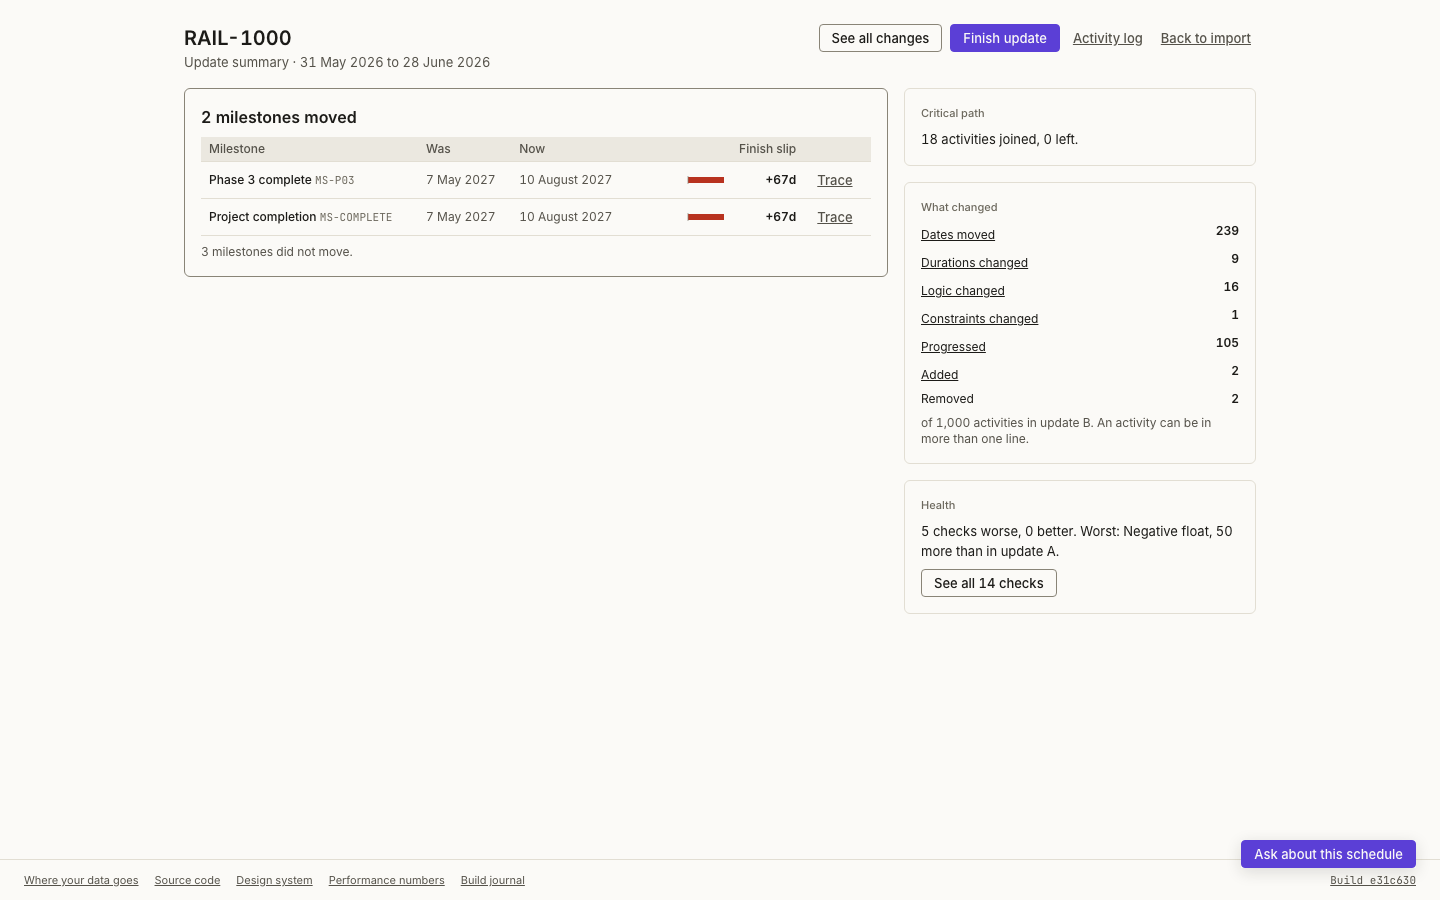 RAIL-1000
Update summary · 31 May 2026 to 28 June 2026
See all changes
Finish update
Activity log
Back to import
2 milestones moved
Milestone Was Now Finish slip
Phase 3 complete MS-P03 7 May 2027 10 August 2027 +67d Trace
Project completion MS-COMPLETE 7 May 2027 10 August 2027 +67d Trace
3 milestones did not move.
Critical path
18 activities joined, 0 left.
What changed
Dates moved 239
Durations changed 9
Logic changed 16
Constraints changed 1
Progressed 105
Added 2
Removed 2
of 1,000 activities in update B. An activity can be in
more than one line.
Health
5 checks worse, 0 better. Worst: Negative float, 50
more than in update A.
See all 14 checks
Ask about this schedule
Where your data goes
Source code
Design system
Performance numbers
Build journal
Build e31c630